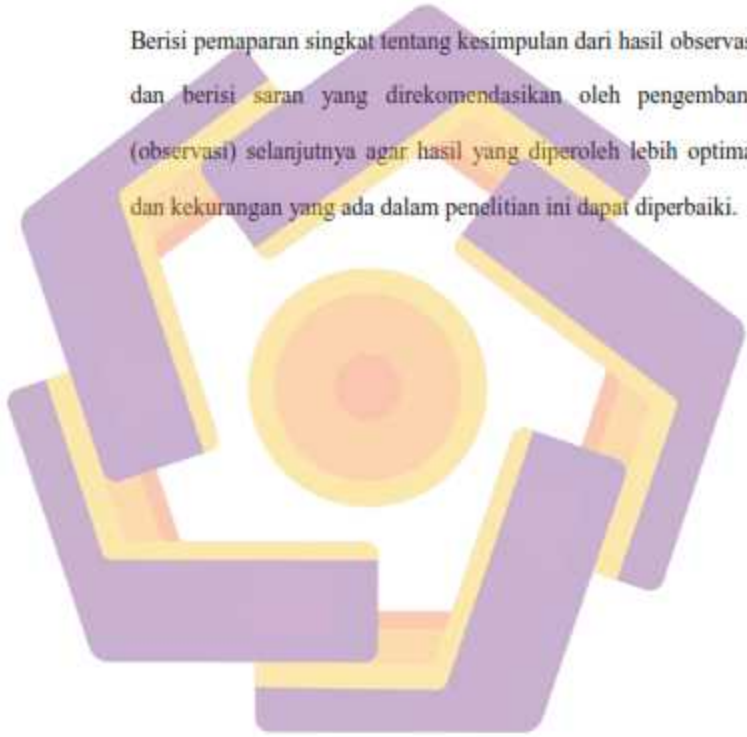 Berisi pemaparan singkat tentang kesimpulan dari hasil observas
dan berisi saran yang direkomendasikan oleh pengemban
(observasi) selanjutnya agar hasil yang diperoleh lebih optima
dan kekurangan yang ada dalam penelitian ini dapat diperbaiki.